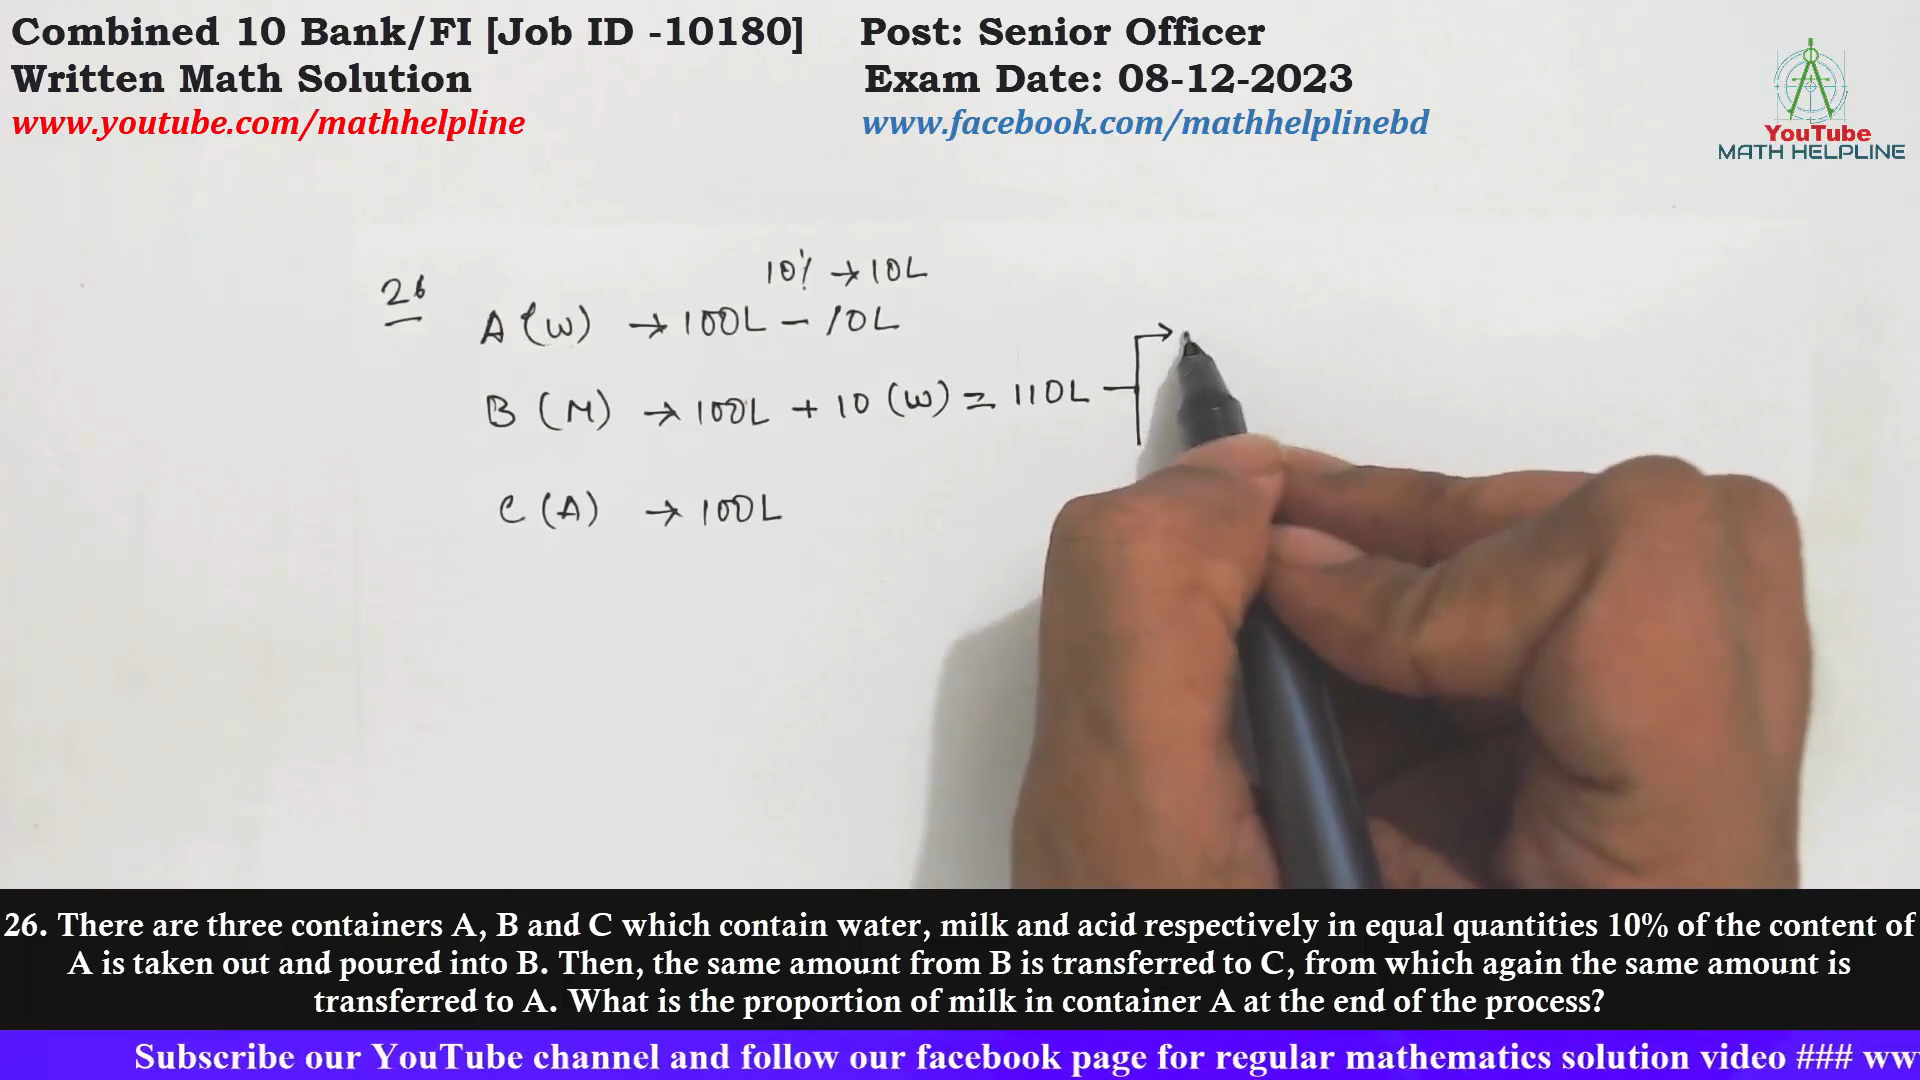 Combined 10 Bank/FI [Job ID -10180]
Post: Senior Officer
Written Math Solution
Exam Date: 08-12-2023
www.youtube.com/mathhelpline
www.facebook.com/mathhelplinebd
YouTube
MATH HELPLINE
26
10% → 10L
A (W) → 100L - 10L
B (M) → 100L + 10 (W) = 110L
C (A) → 100L
26. There are three containers A, B and C which contain water, milk and acid respectively in equal quantities 10% of the content of
A is taken out and poured into B. Then, the same amount from B is transferred to C, from which again the same amount is
transferred to A. What is the proportion of milk in container A at the end of the process?
Subscribe our YouTube channel and follow our facebook page for regular mathematics solution video ### ww